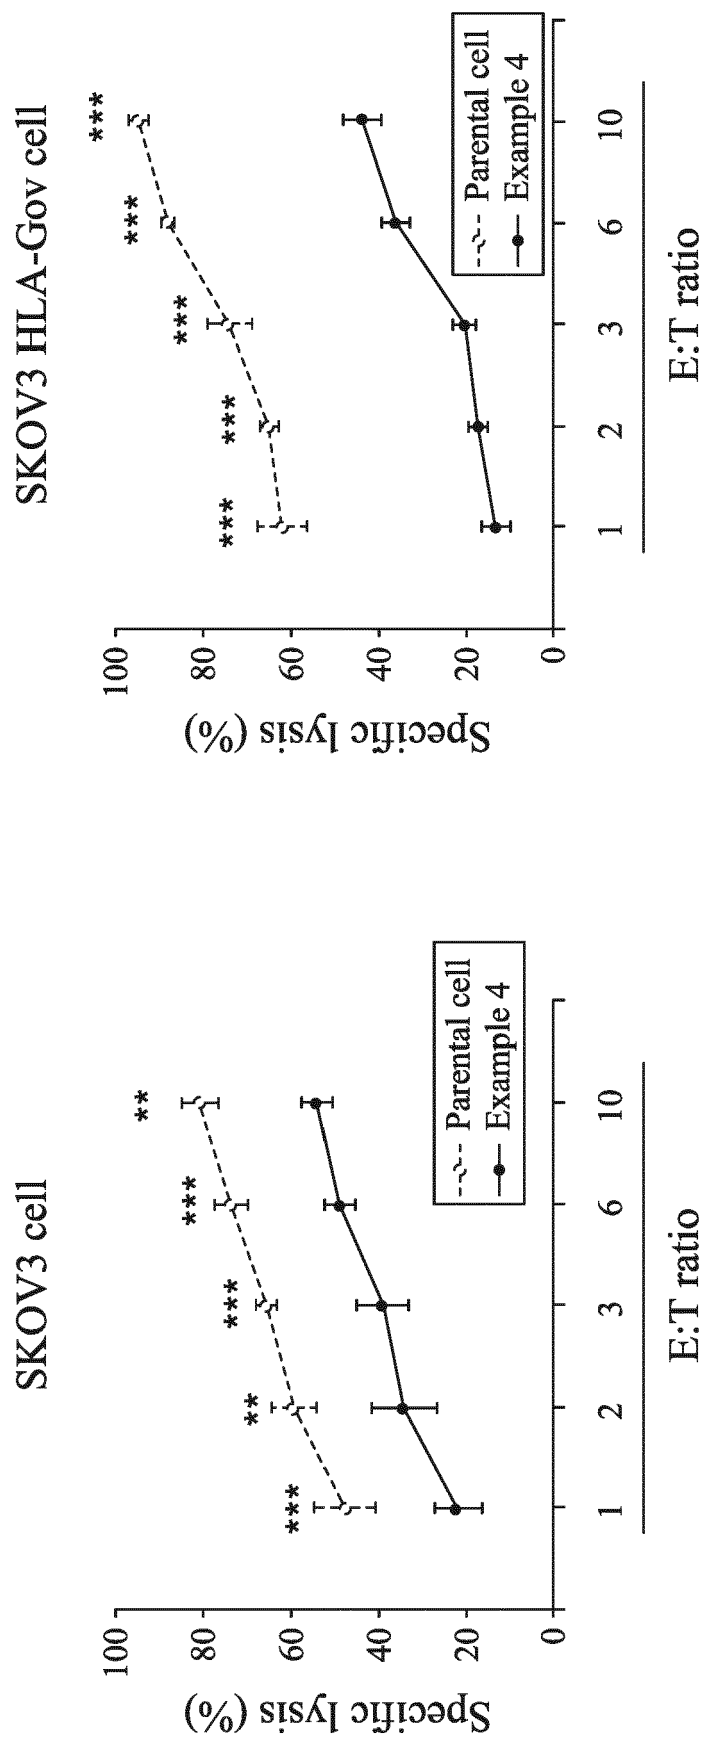 SKOV3 cell
Specific lysis (%)
100
80
60
40
20
0
***
**
***
***
**
Parental cell
Example 4
1 2 3 6 10
E:T ratio
SKOV3 HLA-Gov cell
Specific lysis (%)
100
80
60
40
20
0
***
***
***
***
***
Parental cell
Example 4
1 2 3 6 10
E:T ratio